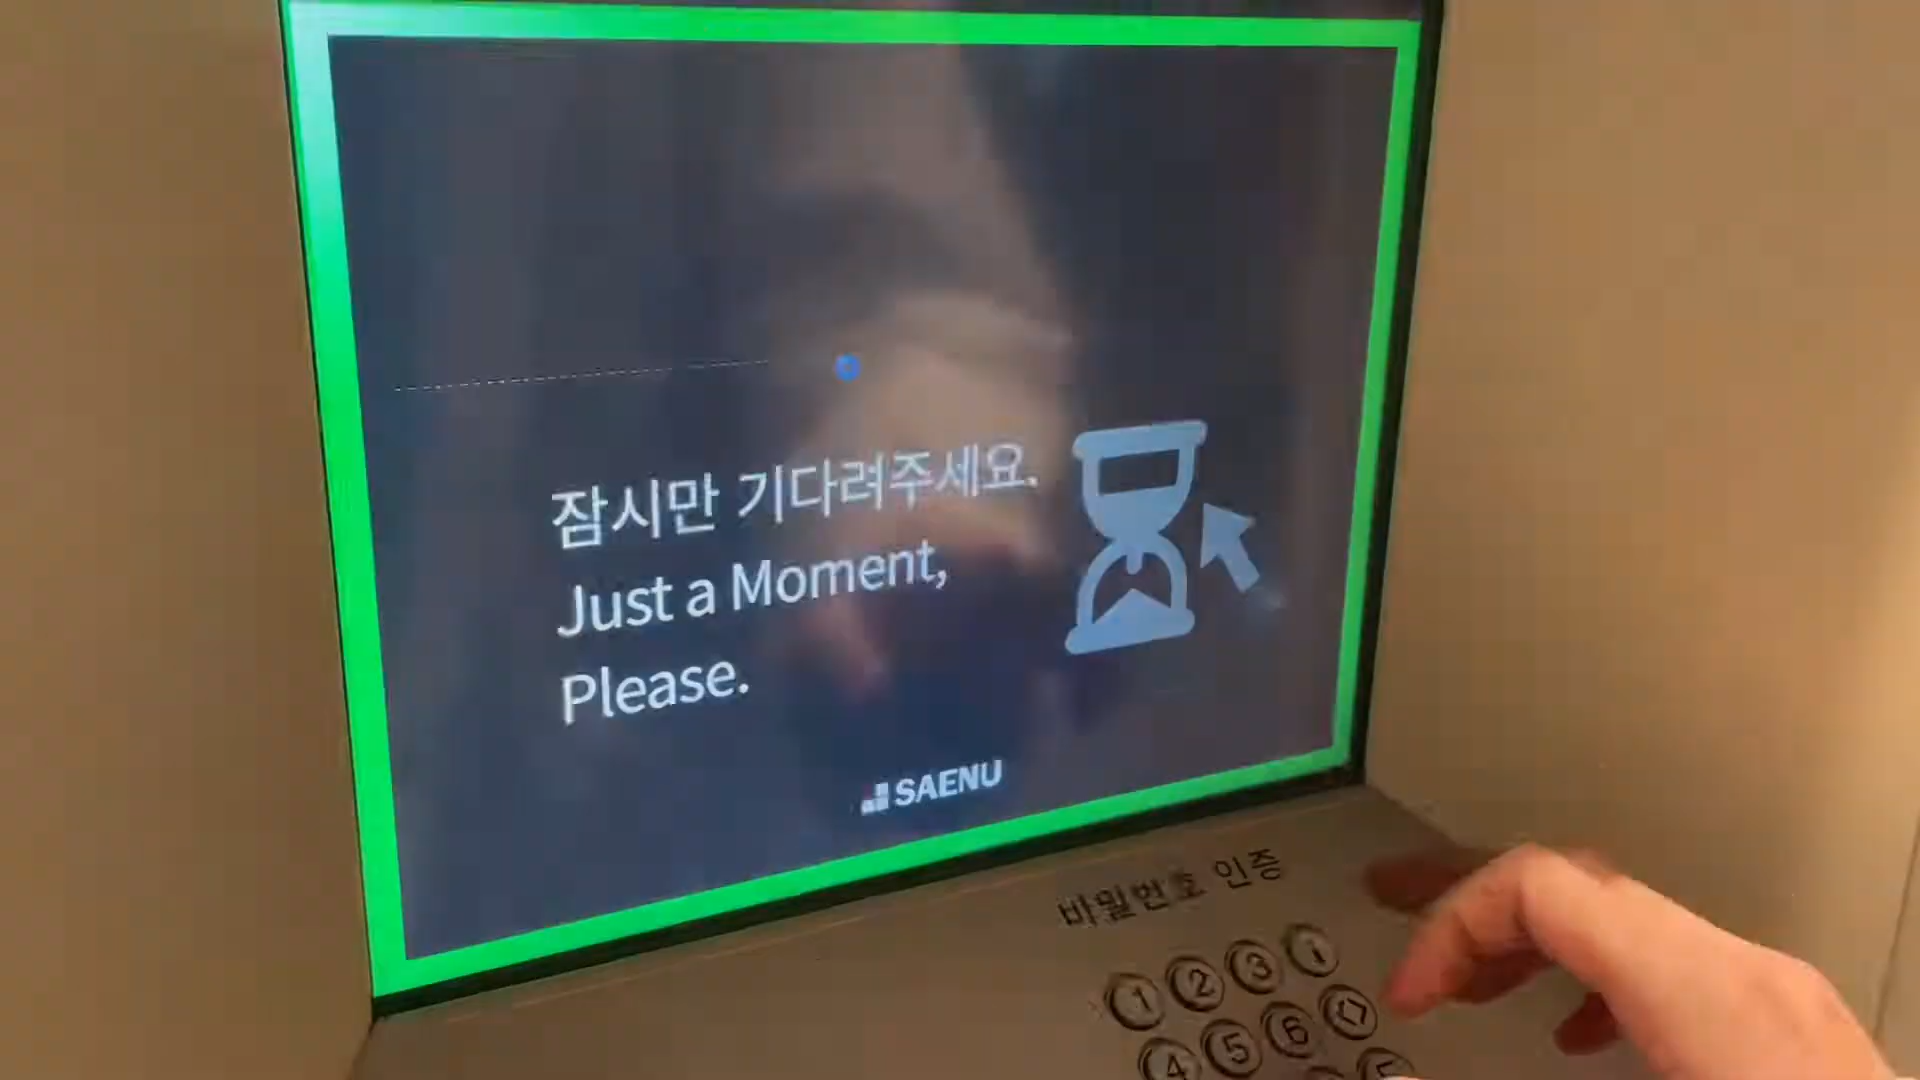 잠시만 기다려주세요.
Just a Moment,
Please.
SAENU
비밀번호 인증
1 2 3 i
4 5 6 <>